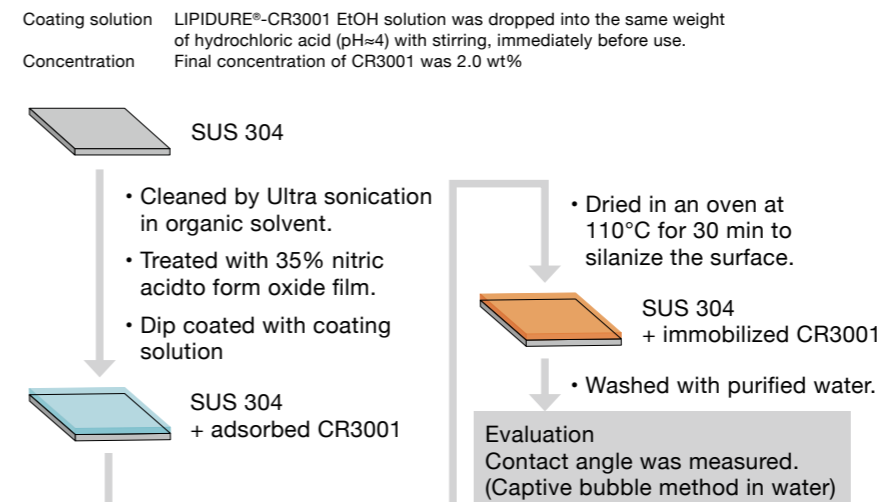 Coating solution LIPIDURE®-CR3001 EtOH solution was dropped into the same weight
of hydrochloric acid (pH≈4) with stirring, immediately before use.
Concentration Final concentration of CR3001 was 2.0 wt%
SUS 304
• Cleaned by Ultra sonication
in organic solvent.
• Treated with 35% nitric
acidto form oxide film.
• Dip coated with coating
solution
SUS 304
+ adsorbed CR3001
• Dried in an oven at
110°C for 30 min to
silanize the surface.
SUS 304
+ immobilized CR3001
• Washed with purified water.
Evaluation
Contact angle was measured.
(Captive bubble method in water)